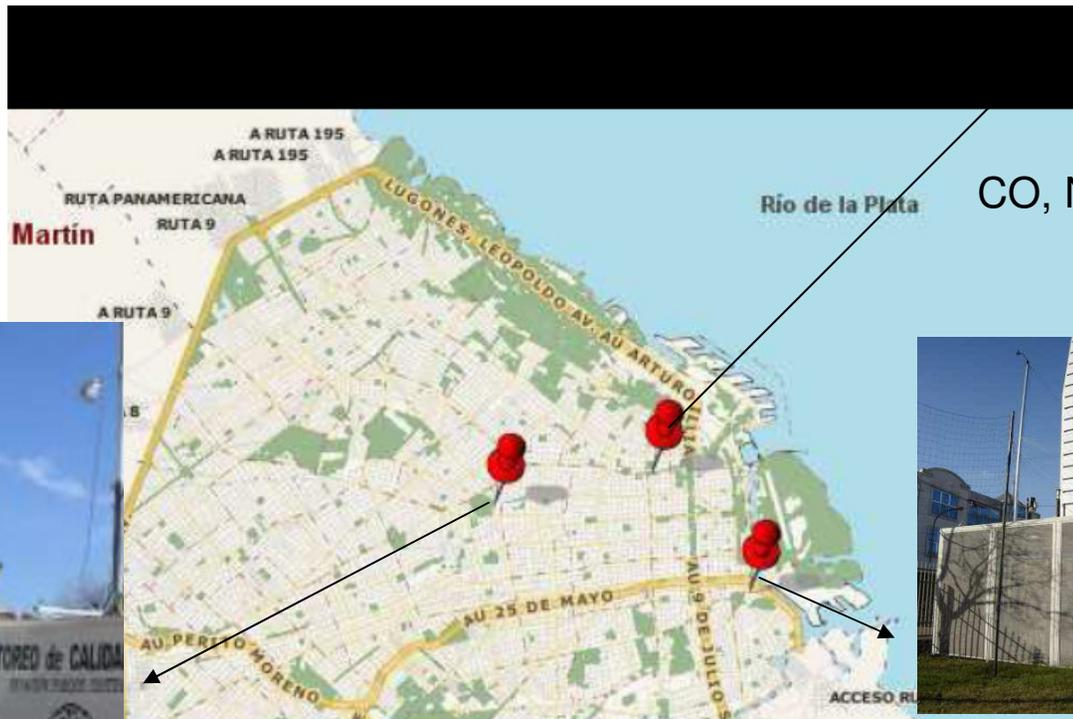 A RUTA 195
A RUTA 195
RUTA PANAMERICANA
RUTA 9
Martín
LUGONES, LEOPOLDO AV. AU ARTURO ILLIA
Río de la Plata
CO,
A RUTA 9
8
AU 25 DE MAYO
AU PERITO MORENO
AU 9 DE JULIO S
ACCESO
TOREO de CALIDA